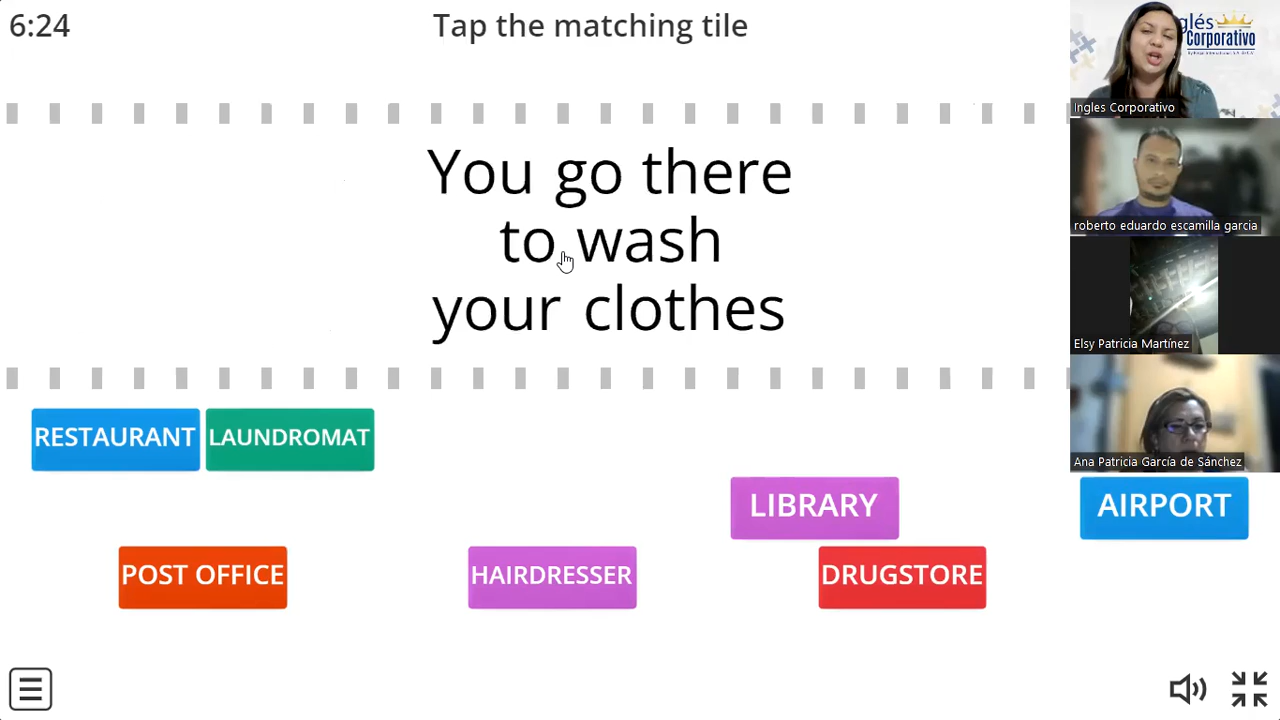 6:24
Tap the matching tile
You go there
to wash
your clothes
RESTAURANT
LAUNDROMAT
LIBRARY
AIRPORT
POST OFFICE
HAIRDRESSER
DRUGSTORE
glés
Corporativo
Ingles Corporativo
roberto eduardo escamilla garcia
Elsy Patricia Martínez
Ana Patricia García de Sánchez